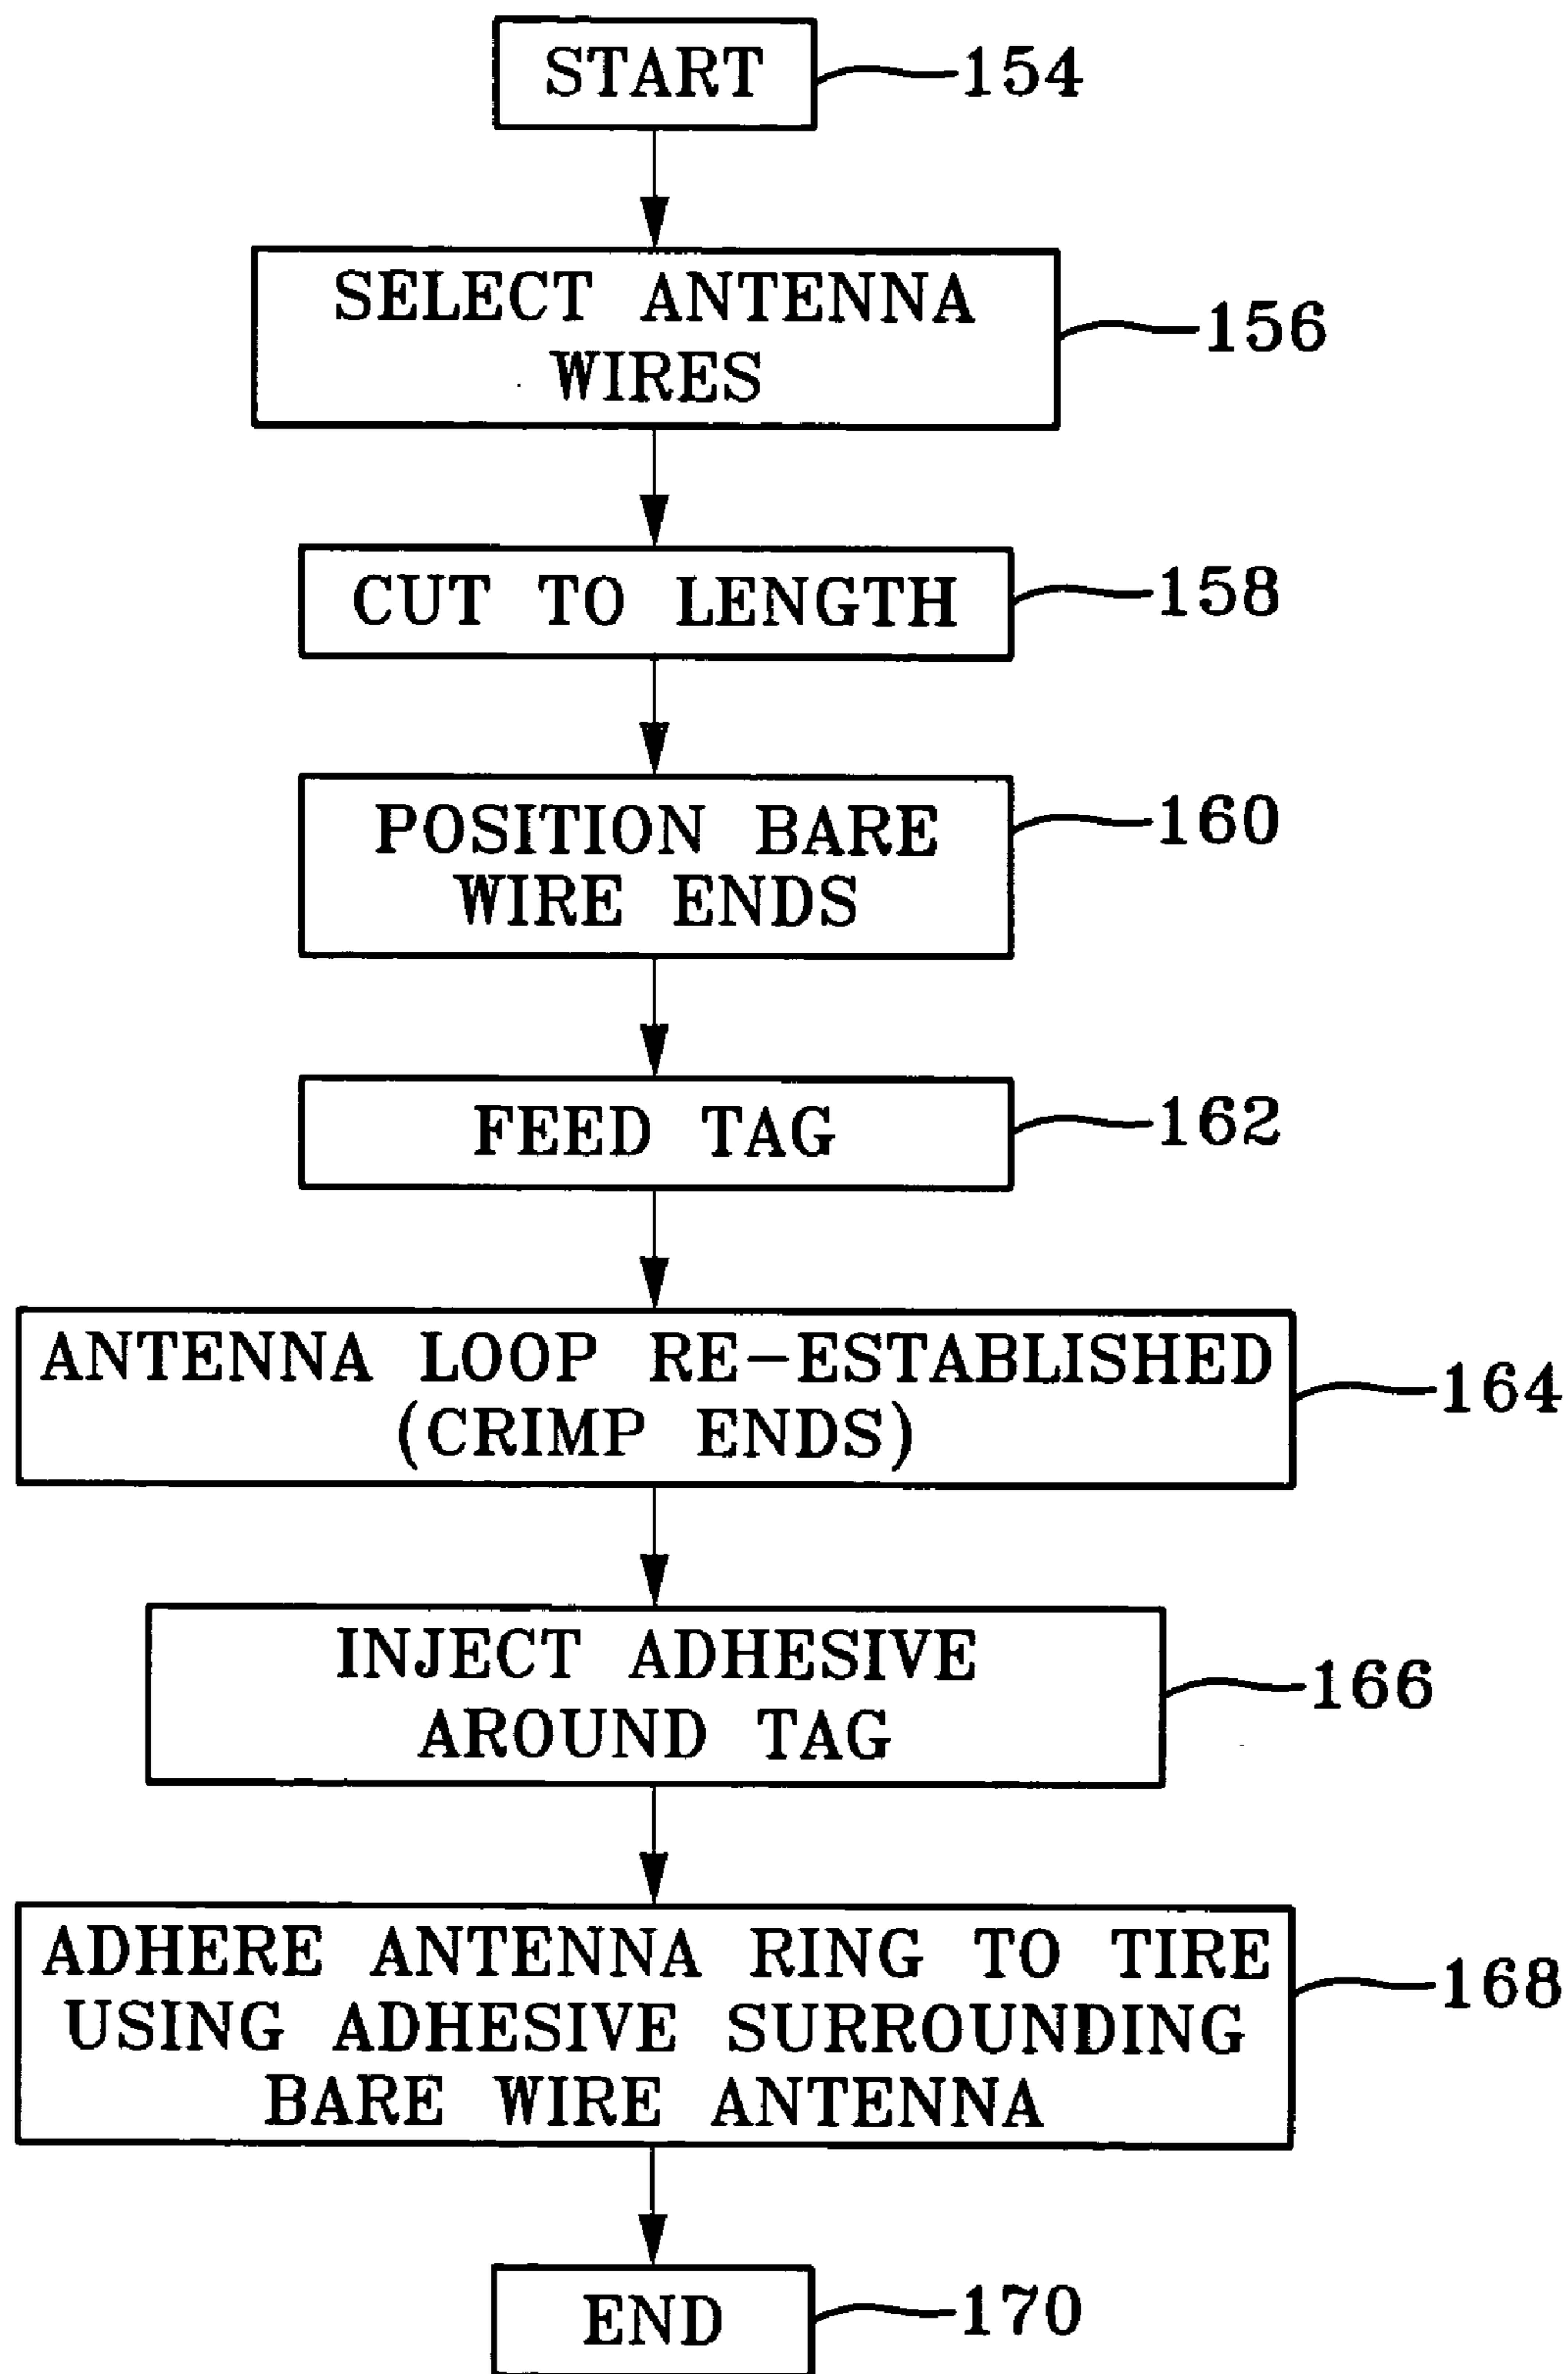 START
154
SELECT ANTENNA
WIRES
156
CUT TO LENGTH
158
POSITION BARE
WIRE ENDS
160
FEED TAG
162
ANTENNA LOOP RE-ESTABLISHED
(CRIMP ENDS)
164
INJECT ADHESIVE
AROUND TAG
166
ADHERE ANTENNA RING TO TIRE
USING ADHESIVE SURROUNDING
BARE WIRE ANTENNA
168
END
170